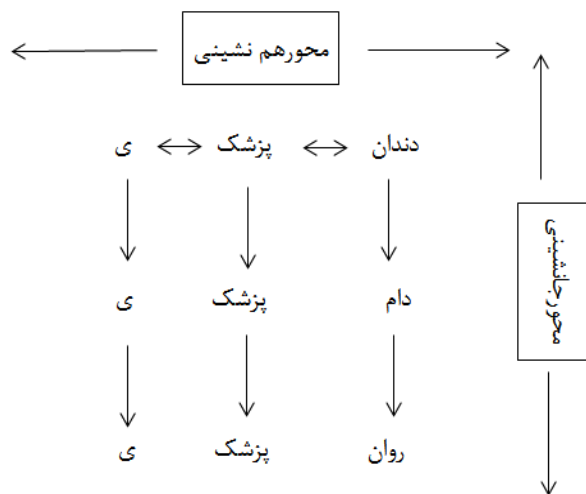 محورهم نشینی
دندان پزشک ی
محورجانشینی
دام پزشک ی
روان پزشک ی